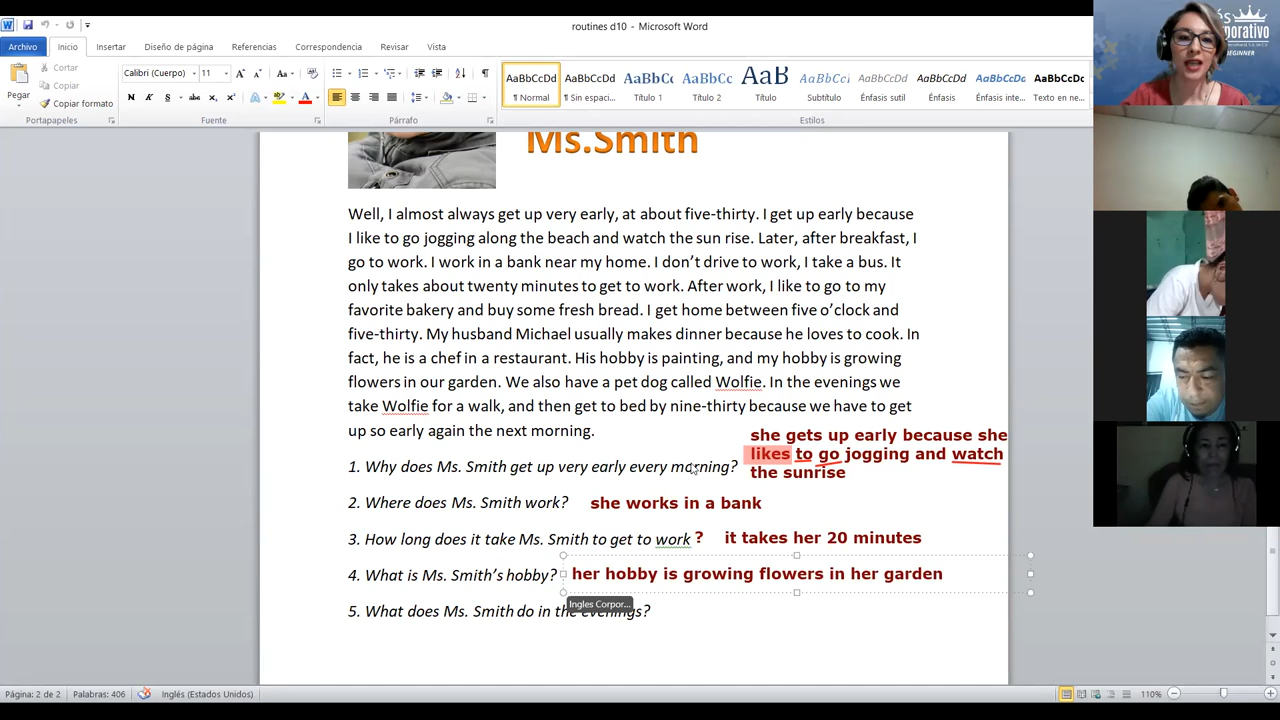 routines d10 - Microsoft Word
Archivo Inicio Insertar Diseño de página Referencias Correspondencia Revisar Vista
Cortar
Copiar
Copiar formato
Pegar
Portapapeles
Calibri (Cuerpo) 11
Fuente
Párrafo
AaBbCcDd AaBbCcDd AaBbC AaBbCc AaB AaBbCcI AaBbCcDd AaBbCcDd AaBbCcDd AaBbCcDd
¶ Normal ¶ Sin espaci... Título 1 Título 2 Título Subtítulo Énfasis sutil Énfasis Énfasis inte... Texto en ne...
Estilos
Ms.Smith
Well, I almost always get up very early, at about five-thirty. I get up early because
I like to go jogging along the beach and watch the sun rise. Later, after breakfast, I
go to work. I work in a bank near my home. I don’t drive to work, I take a bus. It
only takes about twenty minutes to get to work. After work, I like to go to my
favorite bakery and buy some fresh bread. I get home between five o’clock and
five-thirty. My husband Michael usually makes dinner because he loves to cook. In
fact, he is a chef in a restaurant. His hobby is painting, and my hobby is growing
flowers in our garden. We also have a pet dog called Wolfie. In the evenings we
take Wolfie for a walk, and then get to bed by nine-thirty because we have to get
up so early again the next morning.
she gets up early because she
likes to go jogging and watch
the sunrise
1. Why does Ms. Smith get up very early every morning?
2. Where does Ms. Smith work? she works in a bank
3. How long does it take Ms. Smith to get to work ? it takes her 20 minutes
4. What is Ms. Smith’s hobby? her hobby is growing flowers in her garden
Ingles Corpor...
5. What does Ms. Smith do in the evenings?
Página: 2 de 2 Palabras: 406 Inglés (Estados Unidos) 110%